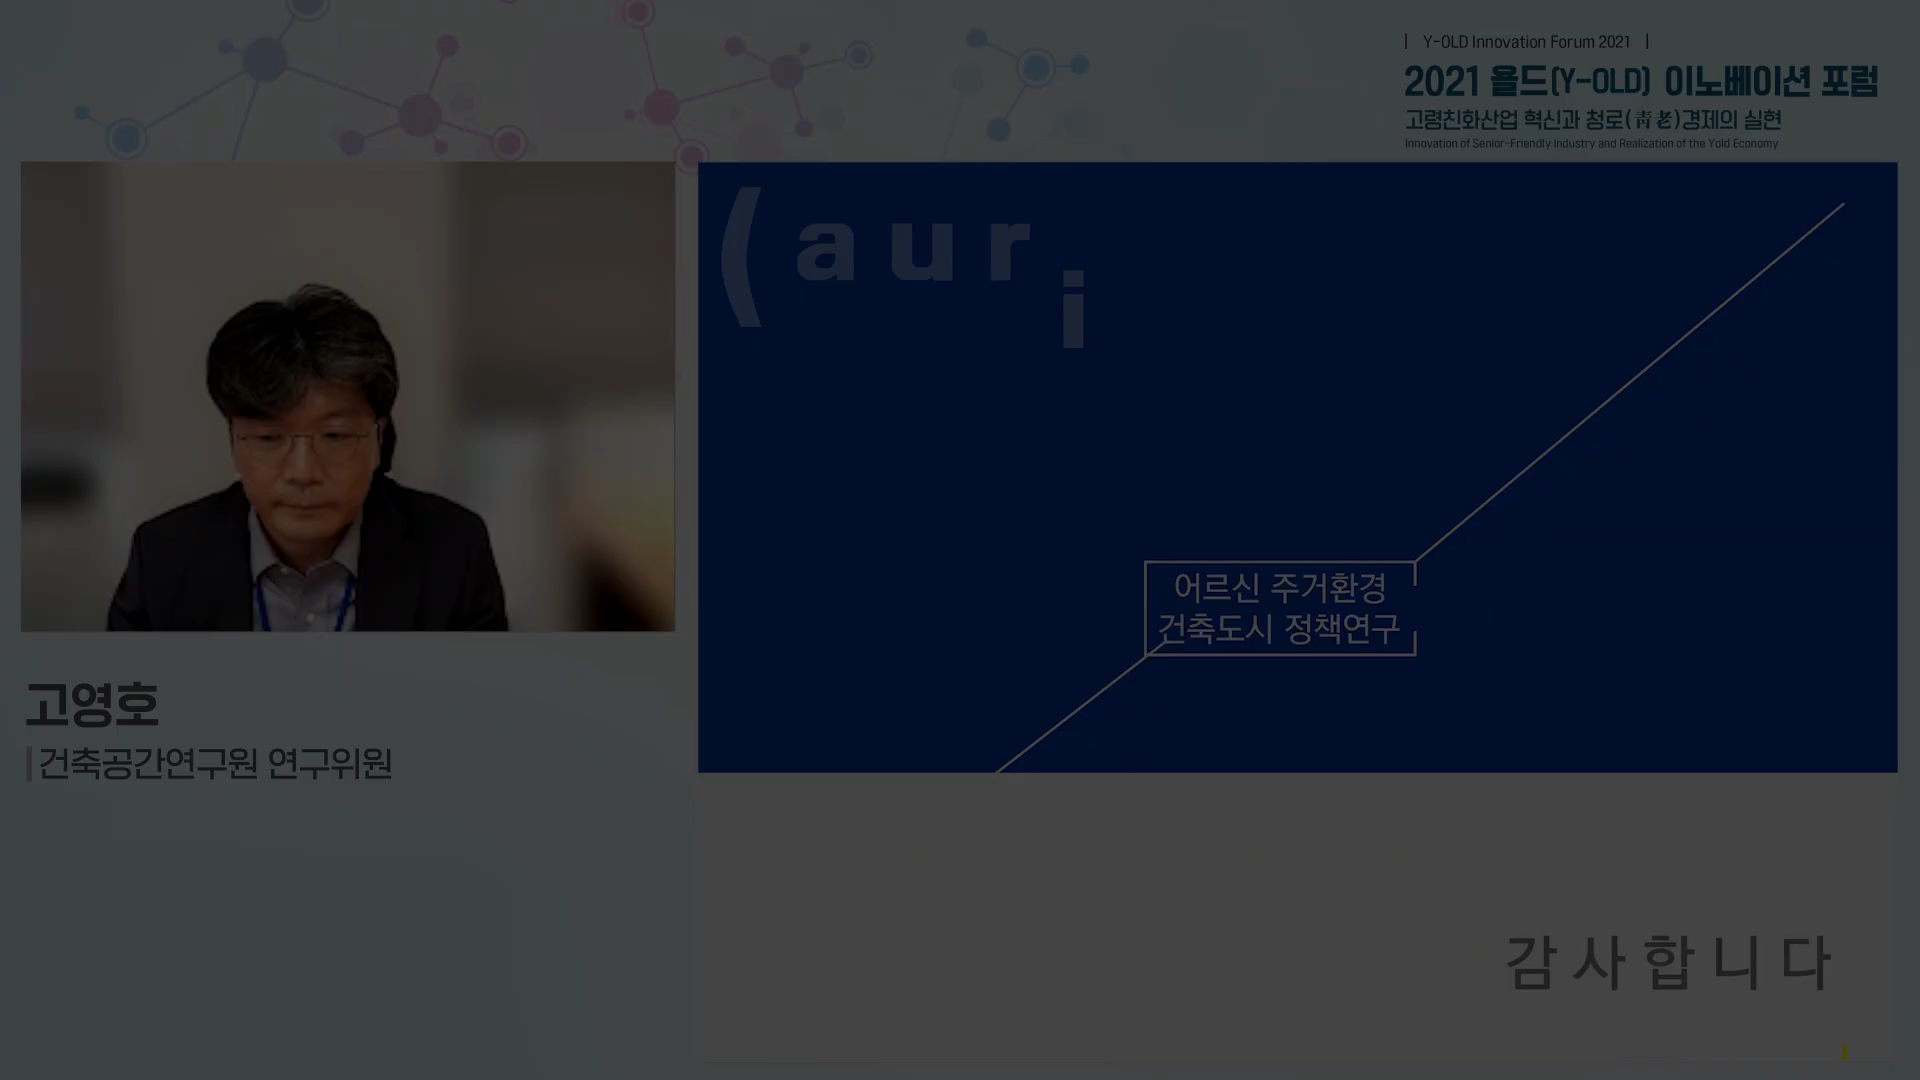 | Y-OLD Innovation Forum 2021 |
2021 욜드(Y-OLD) 이노베이션 포럼
고령친화산업 혁신과 청로(靑老)경제의 실현
Innovation of Senior-Friendly Industry and Realization of the Yold Economy
(auri
어르신 주거환경
건축도시 정책연구
고영호
건축공간연구원 연구위원
감사합니다